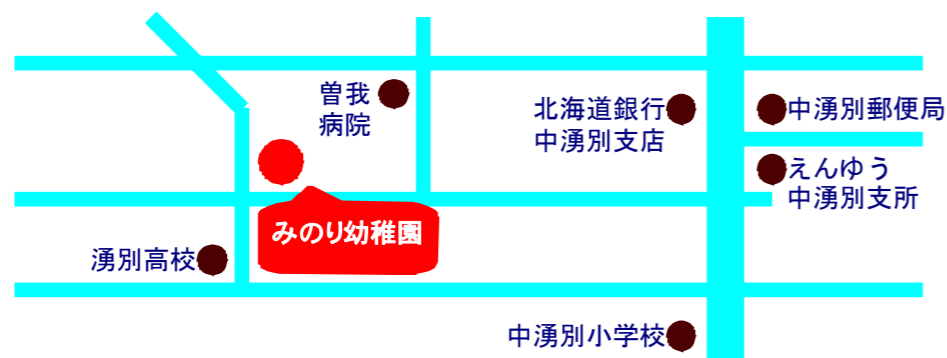 曽我
病院
北海道銀行
中湧別支店
中湧別郵便局
えんゆう
中湧別支所
みのり幼稚園
湧別高校
中湧別小学校